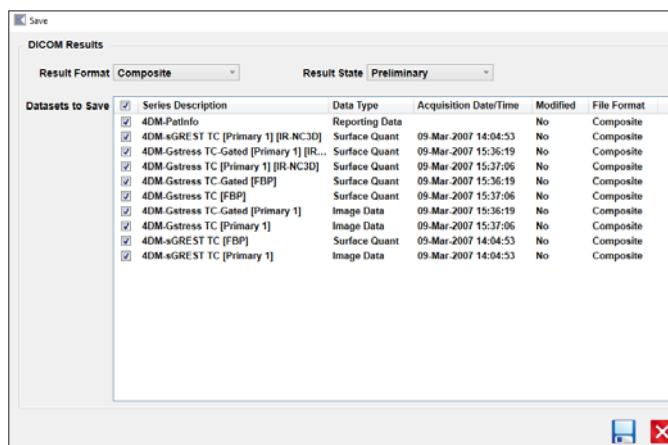 Save
DICOM Results
Result Format Composite Result State Preliminary
Datasets to Save Series Description Data Type Acquisition Date/Time Modified File Format
4DM-PatInfo Reporting Data No Composite
4DM-sGREST TC [Primary 1] [IR-NC3D] Surface Quant 09-Mar-2007 14:04:53 No Composite
4DM-Gstress TC-Gated [Primary 1] [IR... Surface Quant 09-Mar-2007 15:36:19 No Composite
4DM-Gstress TC [Primary 1] [IR-NC3D] Surface Quant 09-Mar-2007 15:37:06 No Composite
4DM-Gstress TC-Gated [FBP] Surface Quant 09-Mar-2007 15:36:19 No Composite
4DM-Gstress TC [FBP] Surface Quant 09-Mar-2007 15:37:06 No Composite
4DM-Gstress TC-Gated [Primary 1] Image Data 09-Mar-2007 15:36:19 No Composite
4DM-Gstress TC [Primary 1] Image Data 09-Mar-2007 15:37:06 No Composite
4DM-sGREST TC [FBP] Surface Quant 09-Mar-2007 14:04:53 No Composite
4DM-sGREST TC [Primary 1] Image Data 09-Mar-2007 14:04:53 No Composite